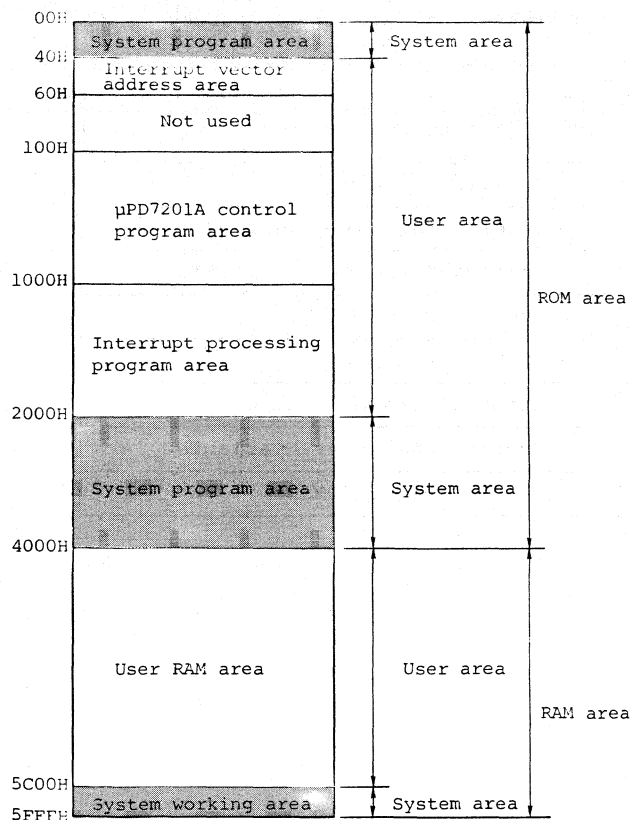 00H
System program area
System area
40H
Interrupt vector
address area
60H
Not used
100H
µPD7201A control
program area
User area
1000H
ROM area
Interrupt processing
program area
2000H
System program area
System area
4000H
User RAM area
User area
RAM area
5C00H
System working area
System area
5FFFH